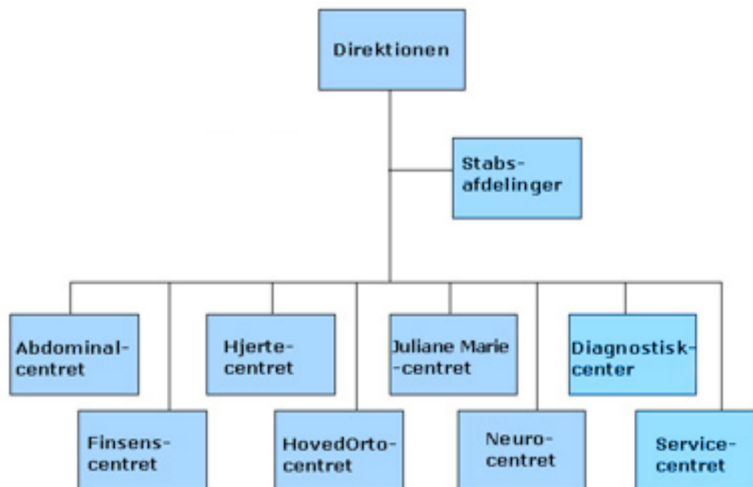 Direktionen
Stabs-
afdelinger
Abdominal-
centret
Hjerte-
centret
Juliane Marie
-centret
Diagnostisk-
center
Finsens-
centret
HovedOrto-
centret
Neuro-
centret
Service-
centret